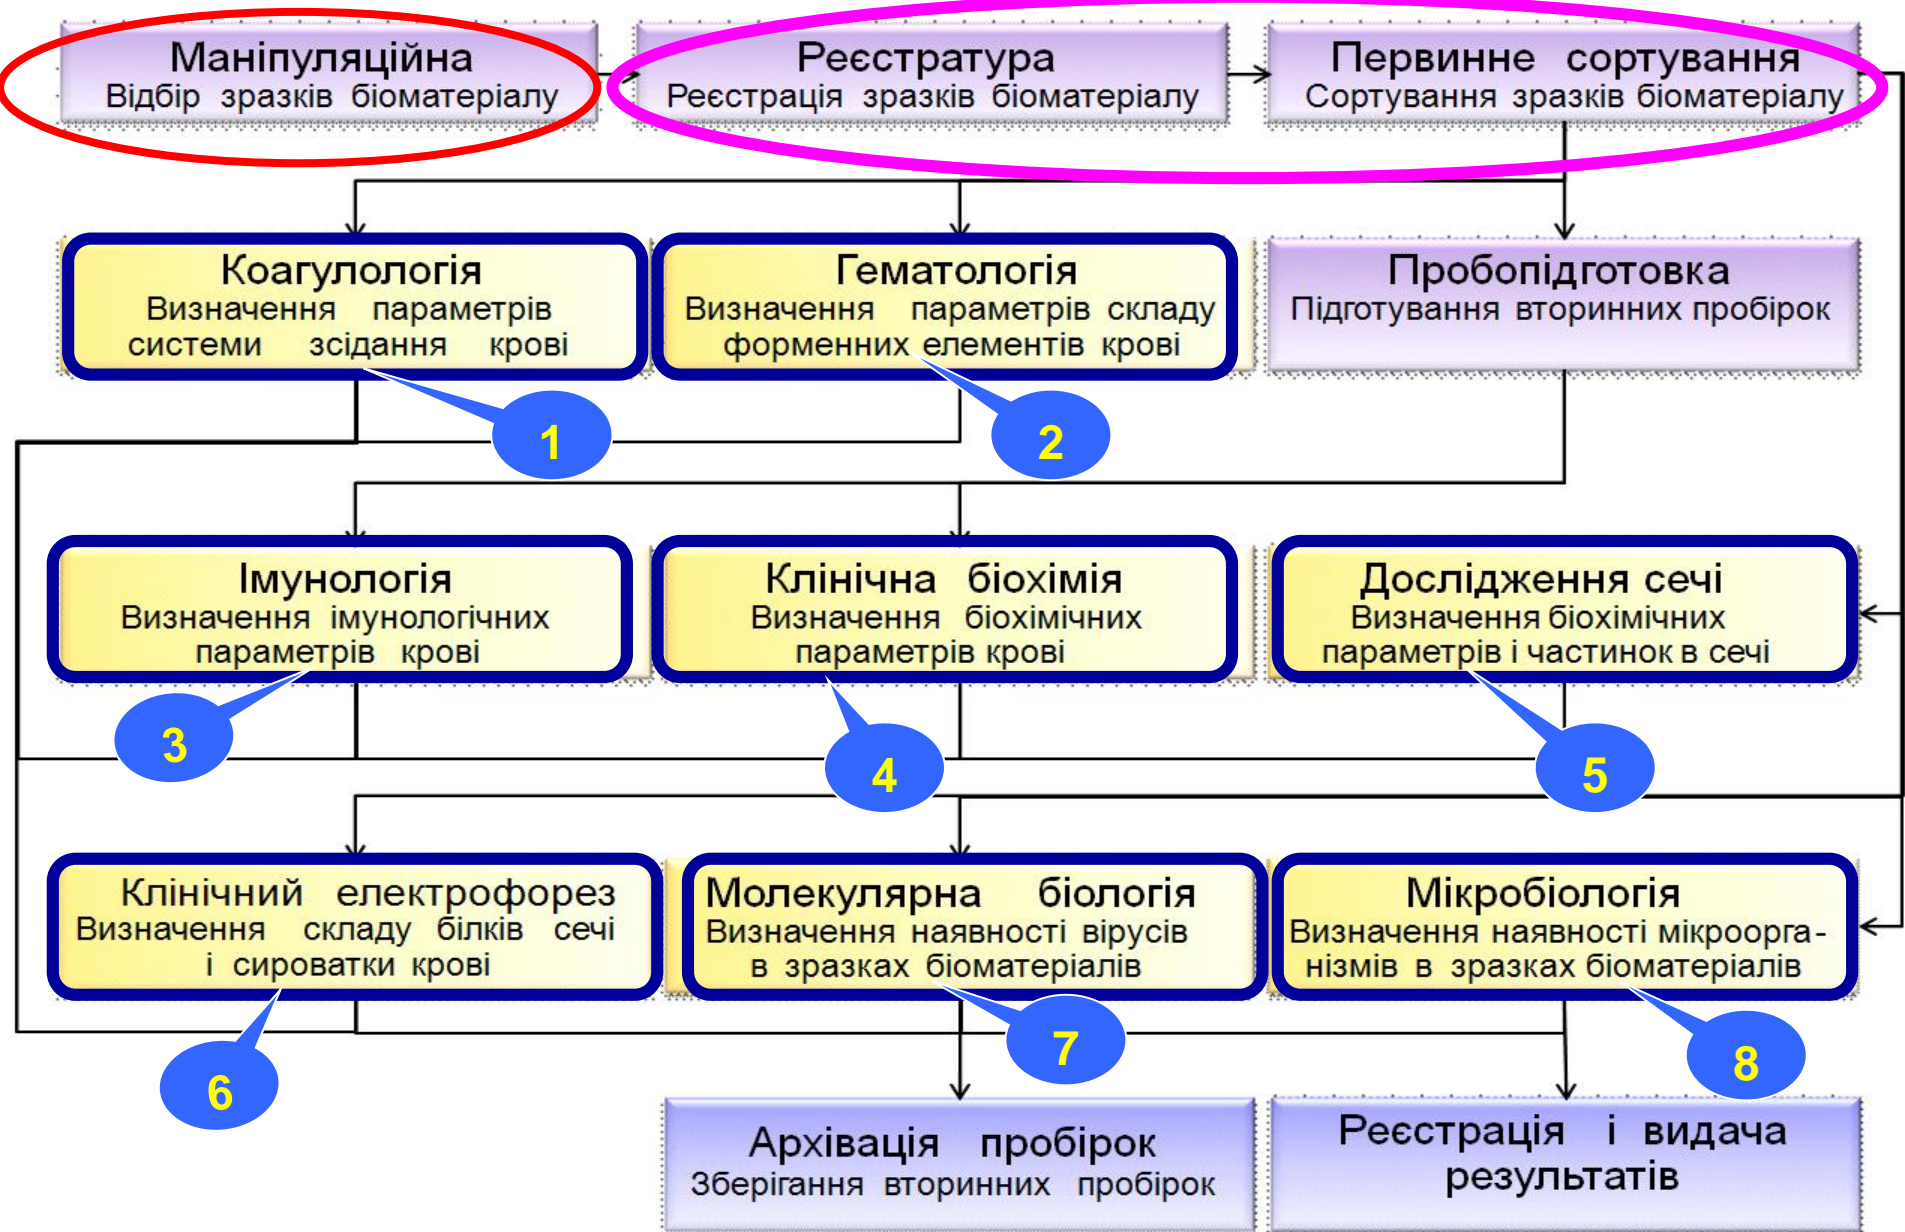 Маніпуляційна
Відбір зразків біоматеріалу
Реєстратура
Реєстрація зразків біоматеріалу
Первинне сортування
Сортування зразків біоматеріалу
Коагулологія
Визначення параметрів
системи зсідання крові
Гематологія
Визначення параметрів складу
форменних елементів крові
Пробопідготовка
Підготування вторинних пробірок
1
2
Імунологія
Визначення імунологічних
параметрів крові
Клінічна біохімія
Визначення біохімічних
параметрів крові
Дослідження сечі
Визначення біохімічних
параметрів і частинок в сечі
3
4
5
Клінічний електрофорез
Визначення складу білків сечі
і сироватки крові
Молекулярна біологія
Визначення наявності вірусів
в зразках біоматеріалів
Мікробіологія
Визначення наявності мікроорга-
нізмів в зразках біоматеріалів
6
7
8
Архівація пробірок
Зберігання вторинних пробірок
Реєстрація і видача
результатів